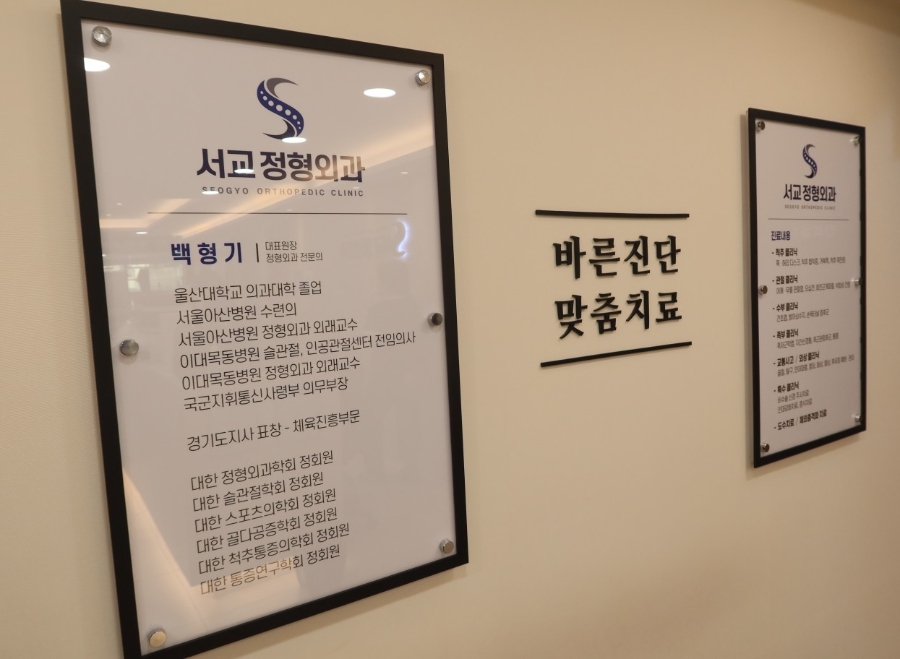 서교정형외과
SEOGYO ORTHOPEDIC CLINIC
백형기 | 대표원장
정형외과 전문의
울산대학교 의과대학 졸업
서울아산병원 수련의
서울아산병원 정형외과 외래교수
이대목동병원 슬관절, 인공관절센터 전임의사
이대목동병원 정형외과 외래교수
국군지휘통신사령부 의무부장
경기도지사 표창 - 체육진흥부문
대한 정형외과학회 정회원
대한 슬관절학회 정회원
대한 스포츠의학회 정회원
대한 골다공증학회 정회원
대한 척추통증의학회 정회원
대한 통증연구학회 정회원
바른진단
맞춤치료
서교정형외과
SEOGYO ORTHOPEDIC CLINIC
진료내용
- 척추 클리닉
- 관절 클리닉
- 수부 클리닉
- 족부 클리닉
- 교통사고 / 외상 클리닉
- 특수 클리닉
- 도수치료 / 체외충격파 치료